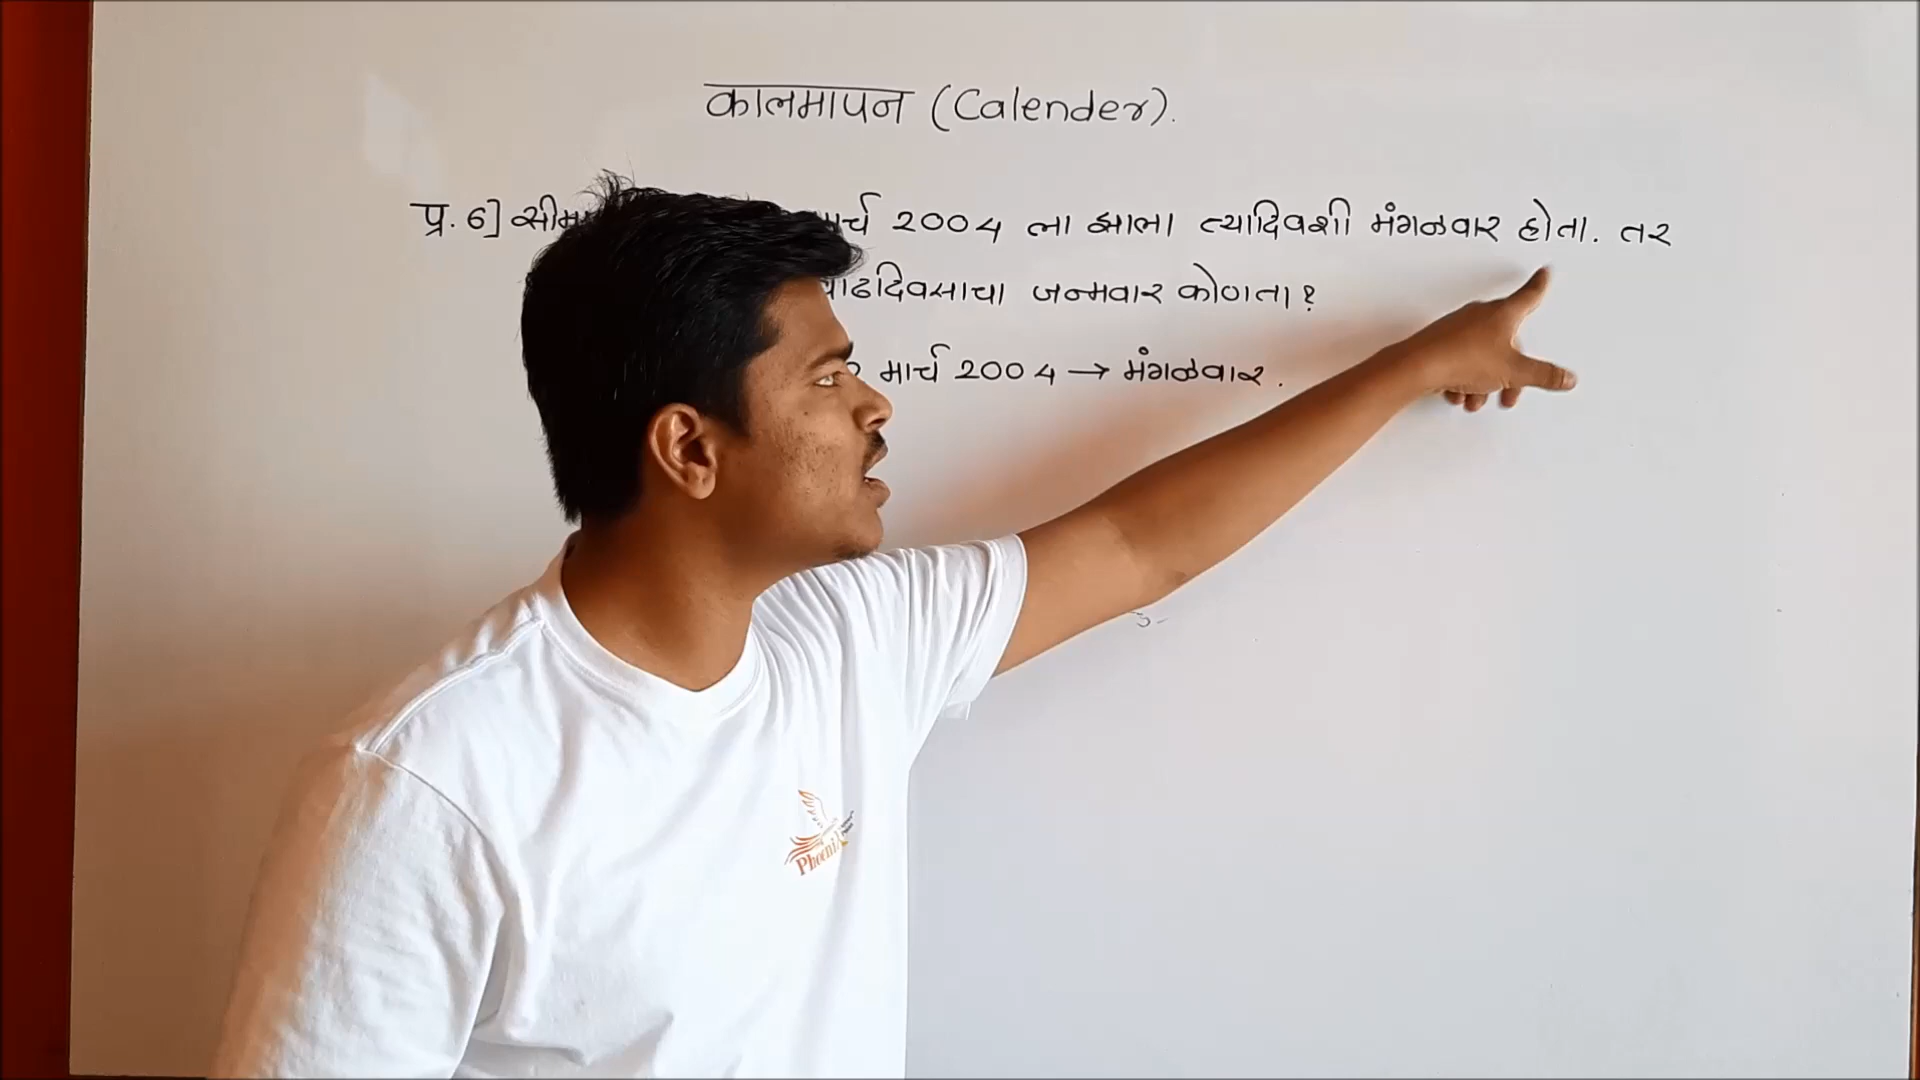 कालमापन (Calender).
प्र. 6] मार्च 2004 ला झाला त्यादिवशी मंगळवार होता. तर
वाढदिवसाचा जन्मवार कोणता?
मार्च 2004 → मंगळवार.